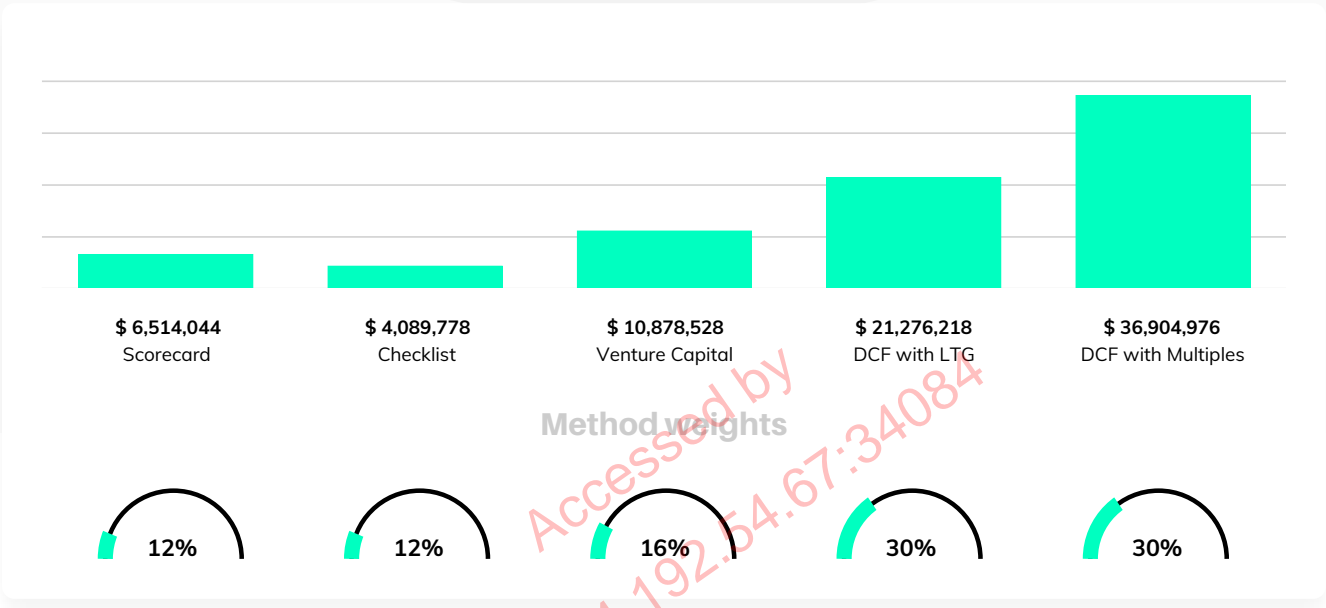 $ 6,514,044 $ 4,089,778 $ 10,878,528 $ 21,276,218 $ 36,904,976
Scorecard Checklist Venture Capital DCF with LTG DCF with Multiples
Method weights
Accessed by
192.54.67:34084
12% 12% 16% 30% 30%